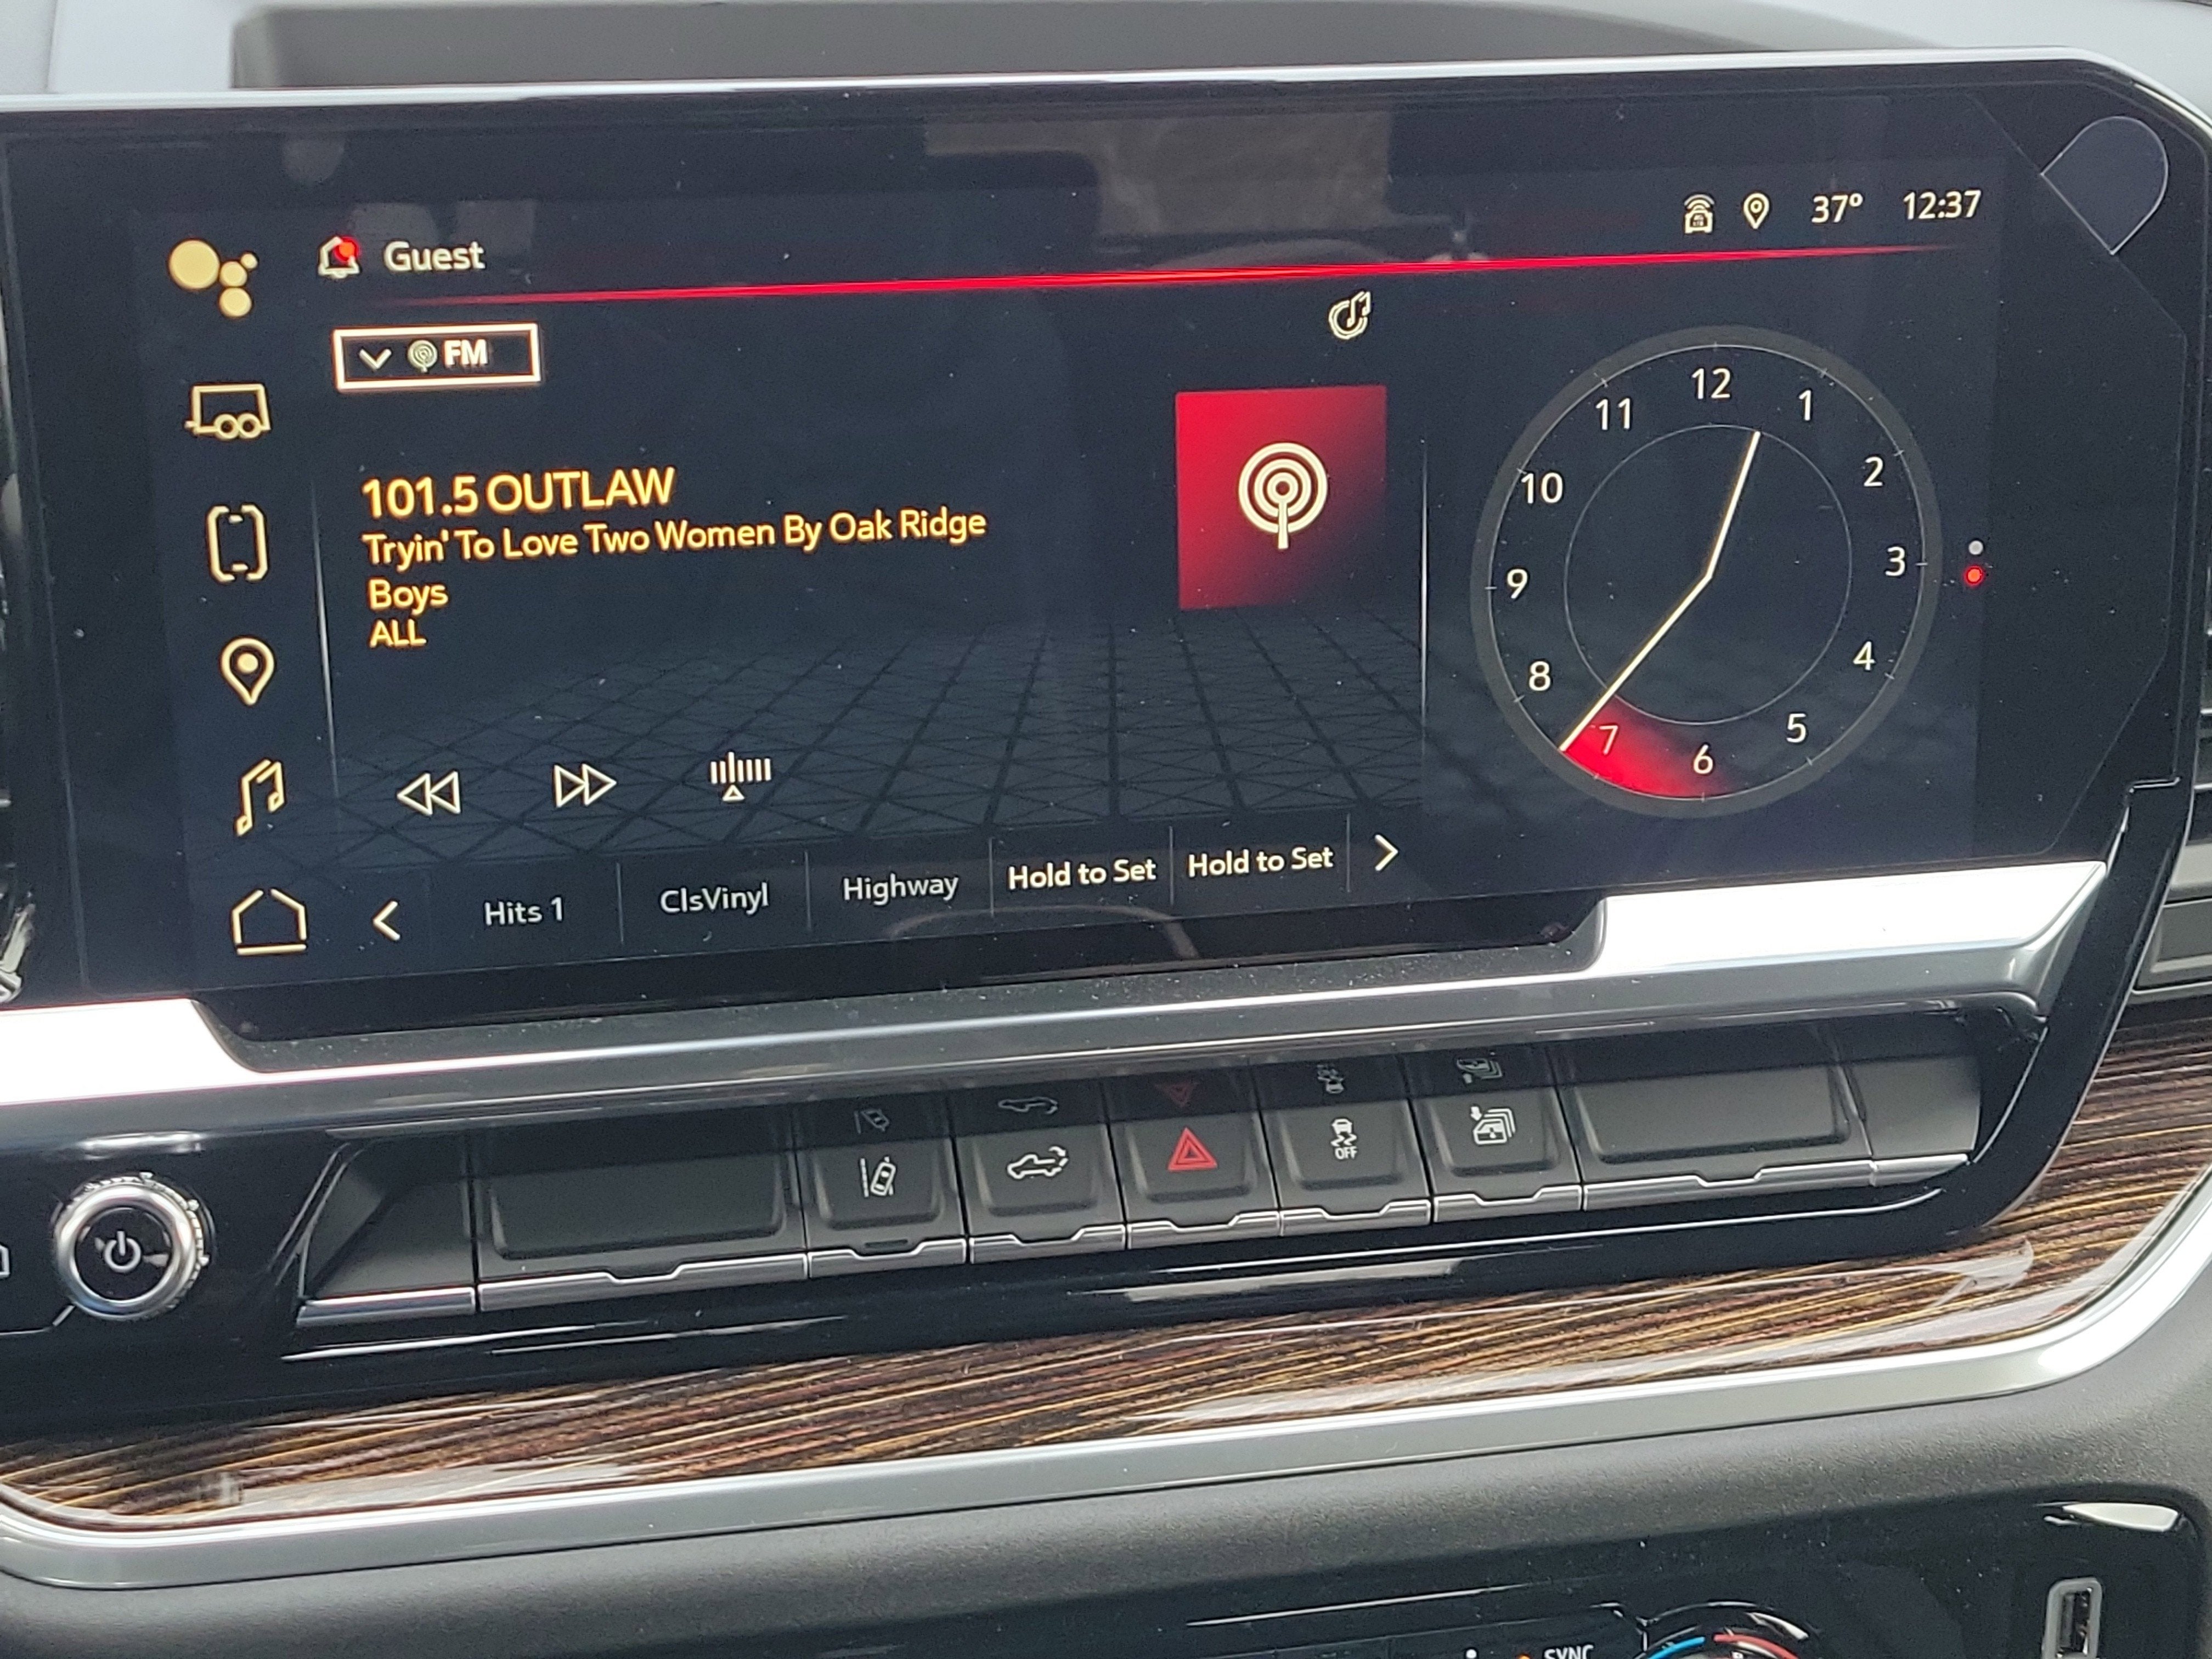 Guest
37° 12:37
FM
101.5 OUTLAW
Tryin' To Love Two Women By Oak Ridge
Boys
ALL
12
11 1
10 2
9 3
8 4
7 5
6
Hits 1 ClsVinyl Highway Hold to Set Hold to Set
OFF
SYNC